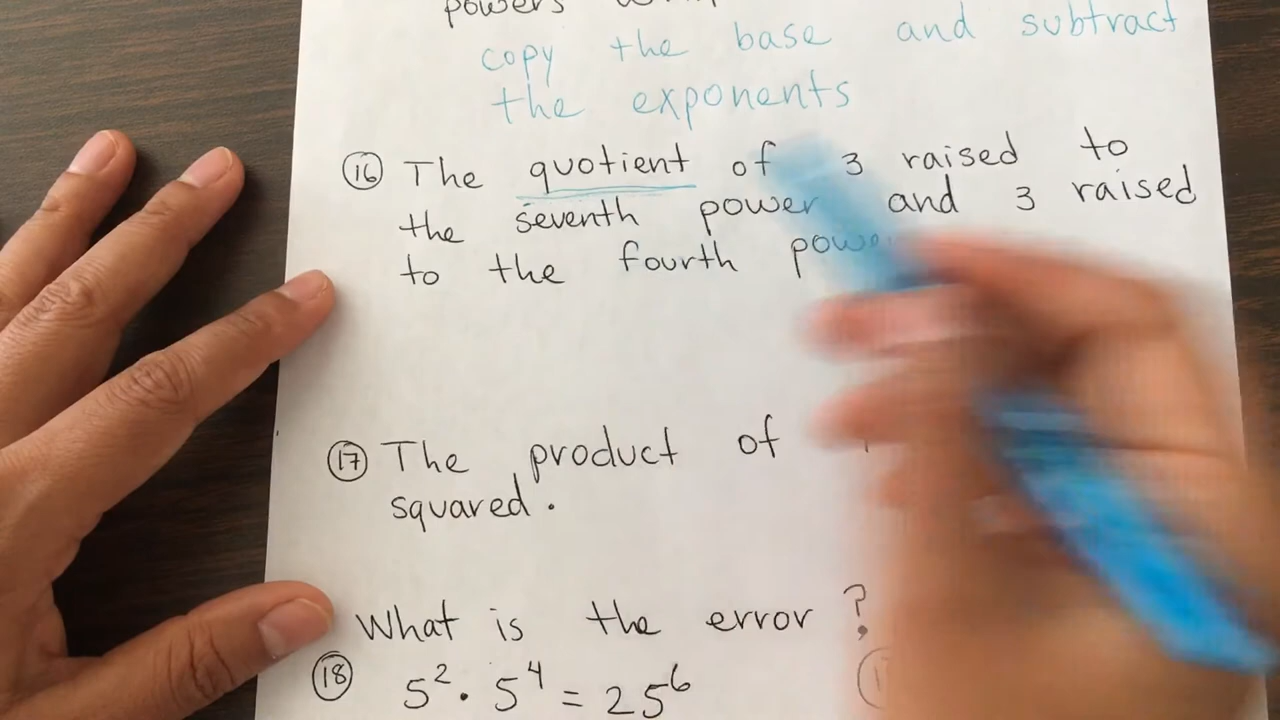 powers
copy the base and subtract
the exponents
16 The quotient of 3 raised to
the seventh power and 3 raised
to the fourth
17 The product of
squared.
What is the error?
18 5² · 5⁴ = 25⁶